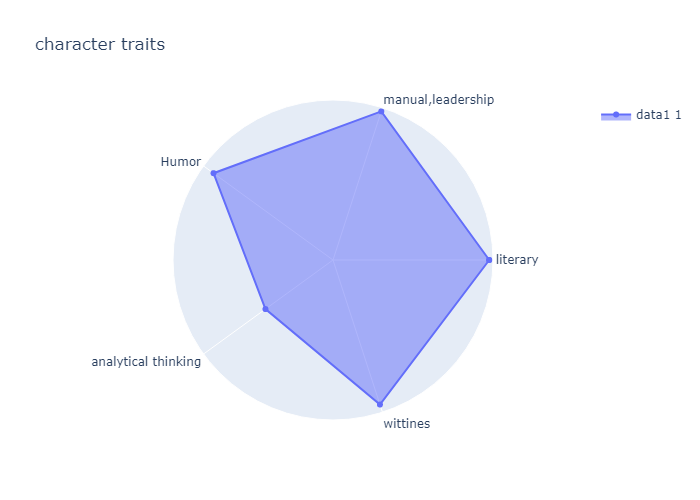 character traits
manual,leadership
data1 1
Humor
literary
analytical thinking
wittines